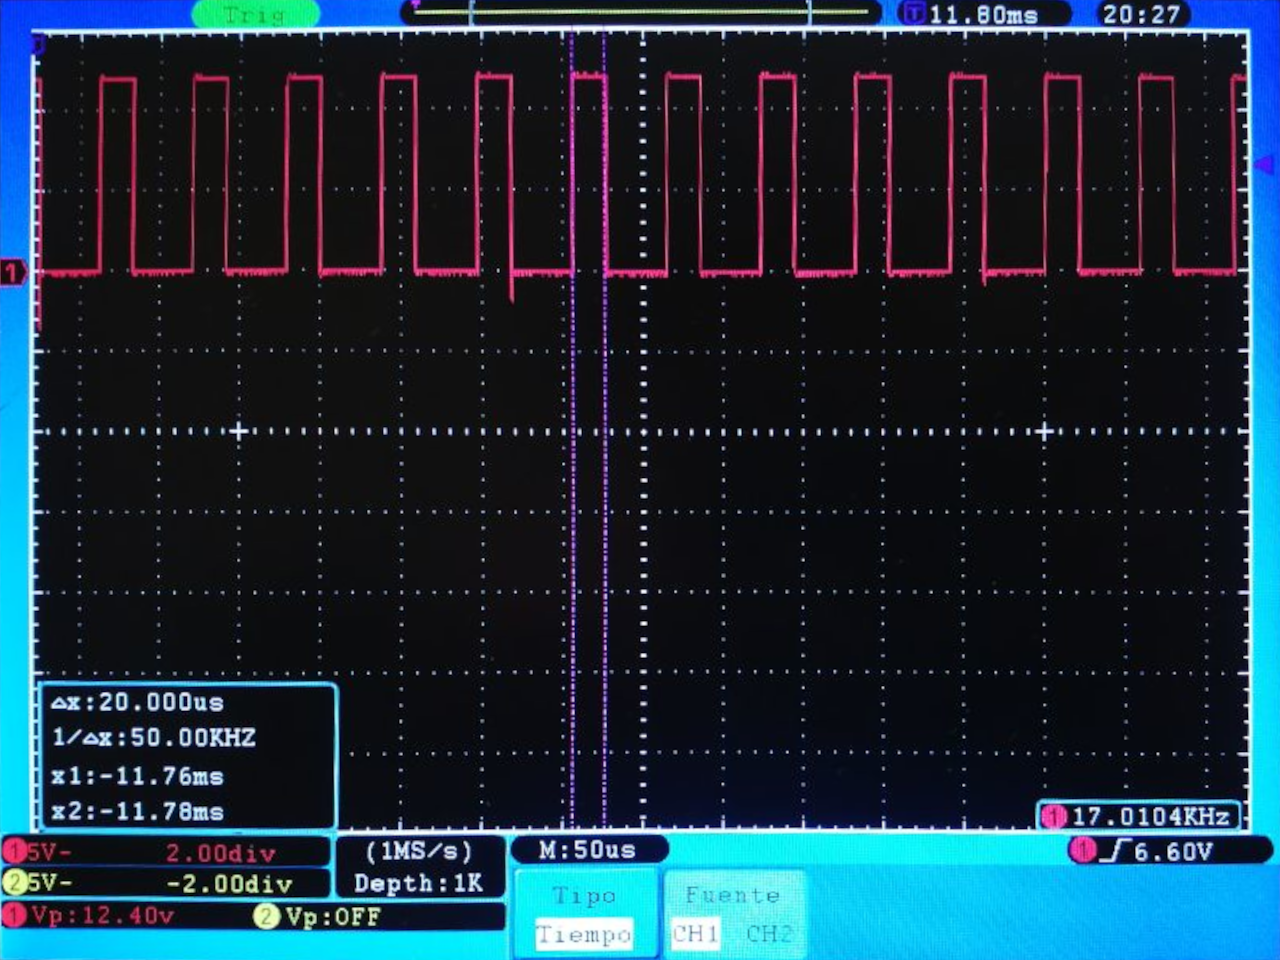 Trig T 11.80ms 20:27
1
△x:20.000us
1/△x:50.00KHZ
x1:-11.76ms
x2:-11.78ms
1 17.0104KHz
1 5V- 2.00div (1MS/s) M:50us 1 6.60V
2 5V- -2.00div Depth:1K
1 Vp:12.40v 2 Vp:OFF
Tipo Fuente
Tiempo CH1 CH2